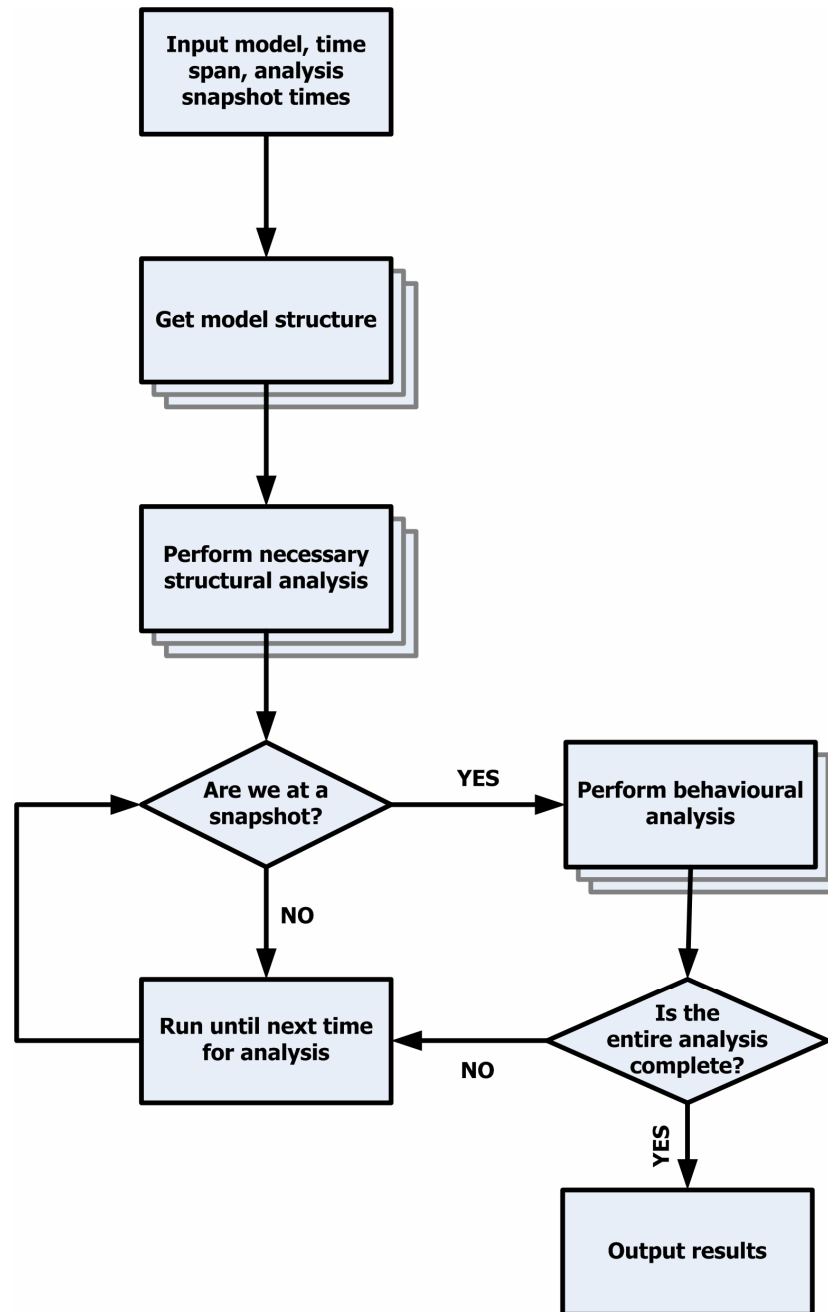 Input model, time
span, analysis
snapshot times
Get model structure
Perform necessary
structural analysis
Are we at a
snapshot?
YES
Perform behavioural
analysis
NO
Run until next time
for analysis
Is the
entire analysis
complete?
NO
YES
Output results